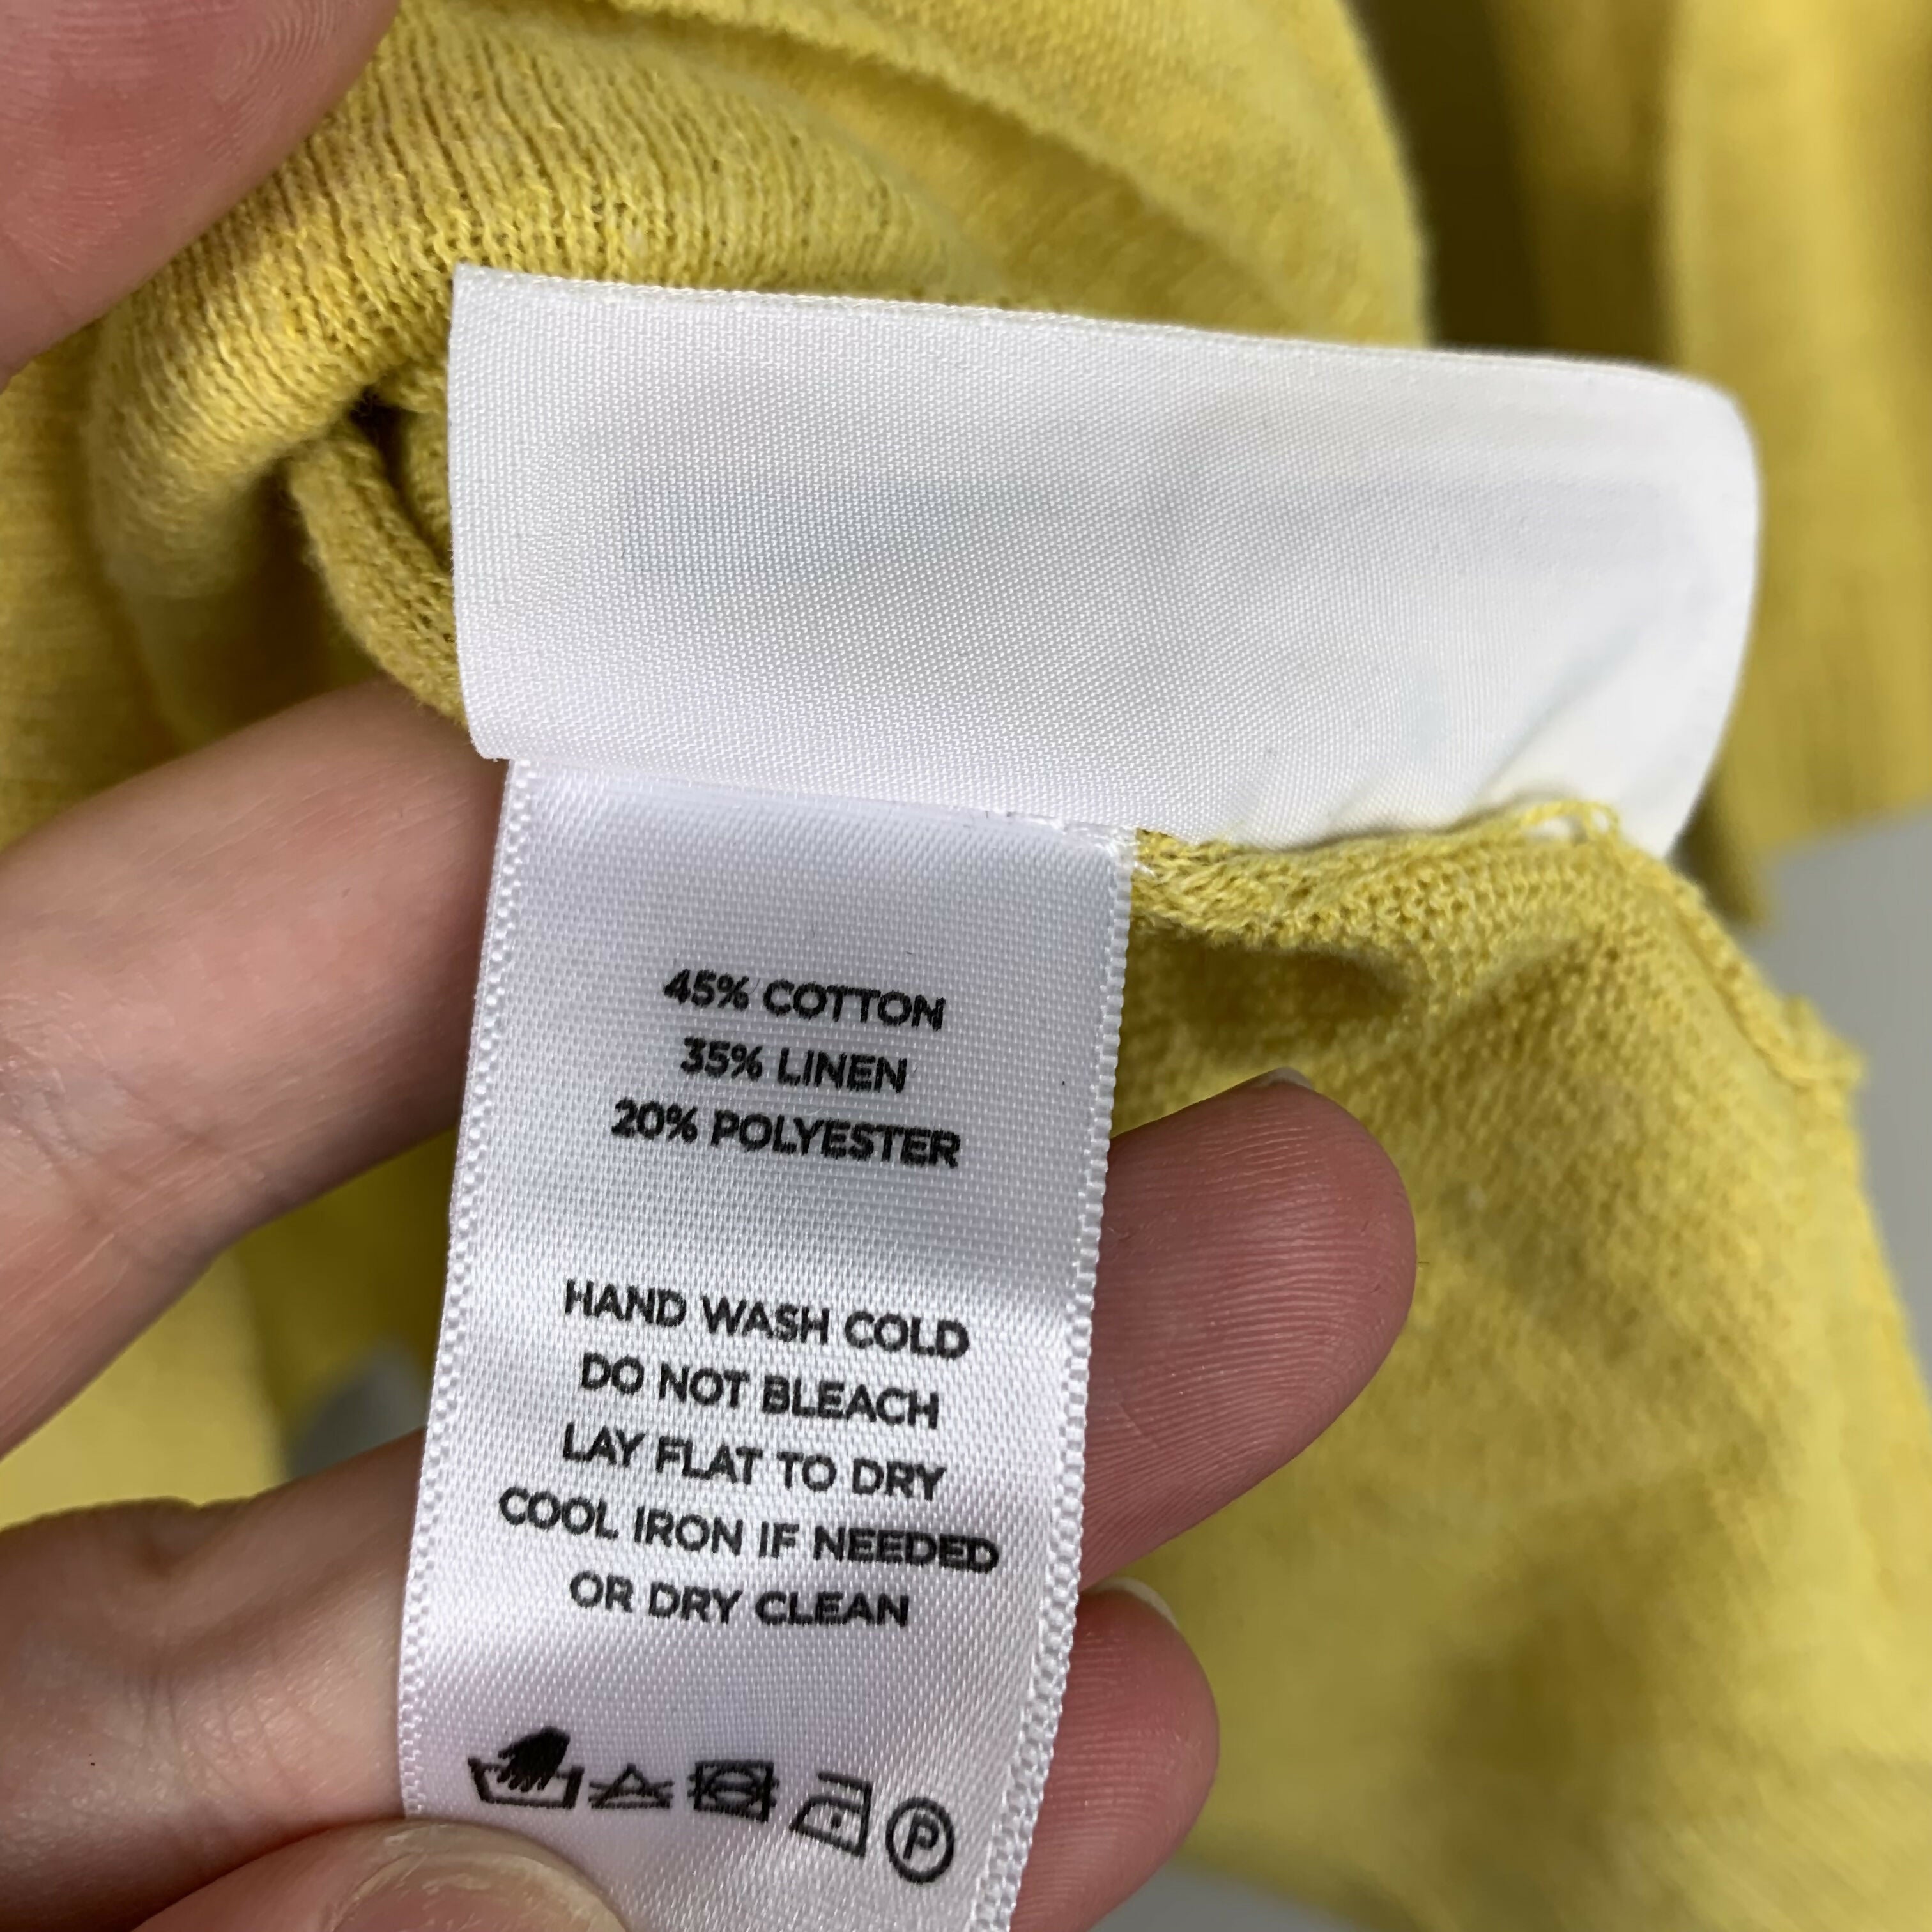 45% COTTON
35% LINEN
20% POLYESTER
HAND WASH COLD
DO NOT BLEACH
LAY FLAT TO DRY
COOL IRON IF NEEDED
OR DRY CLEAN
P